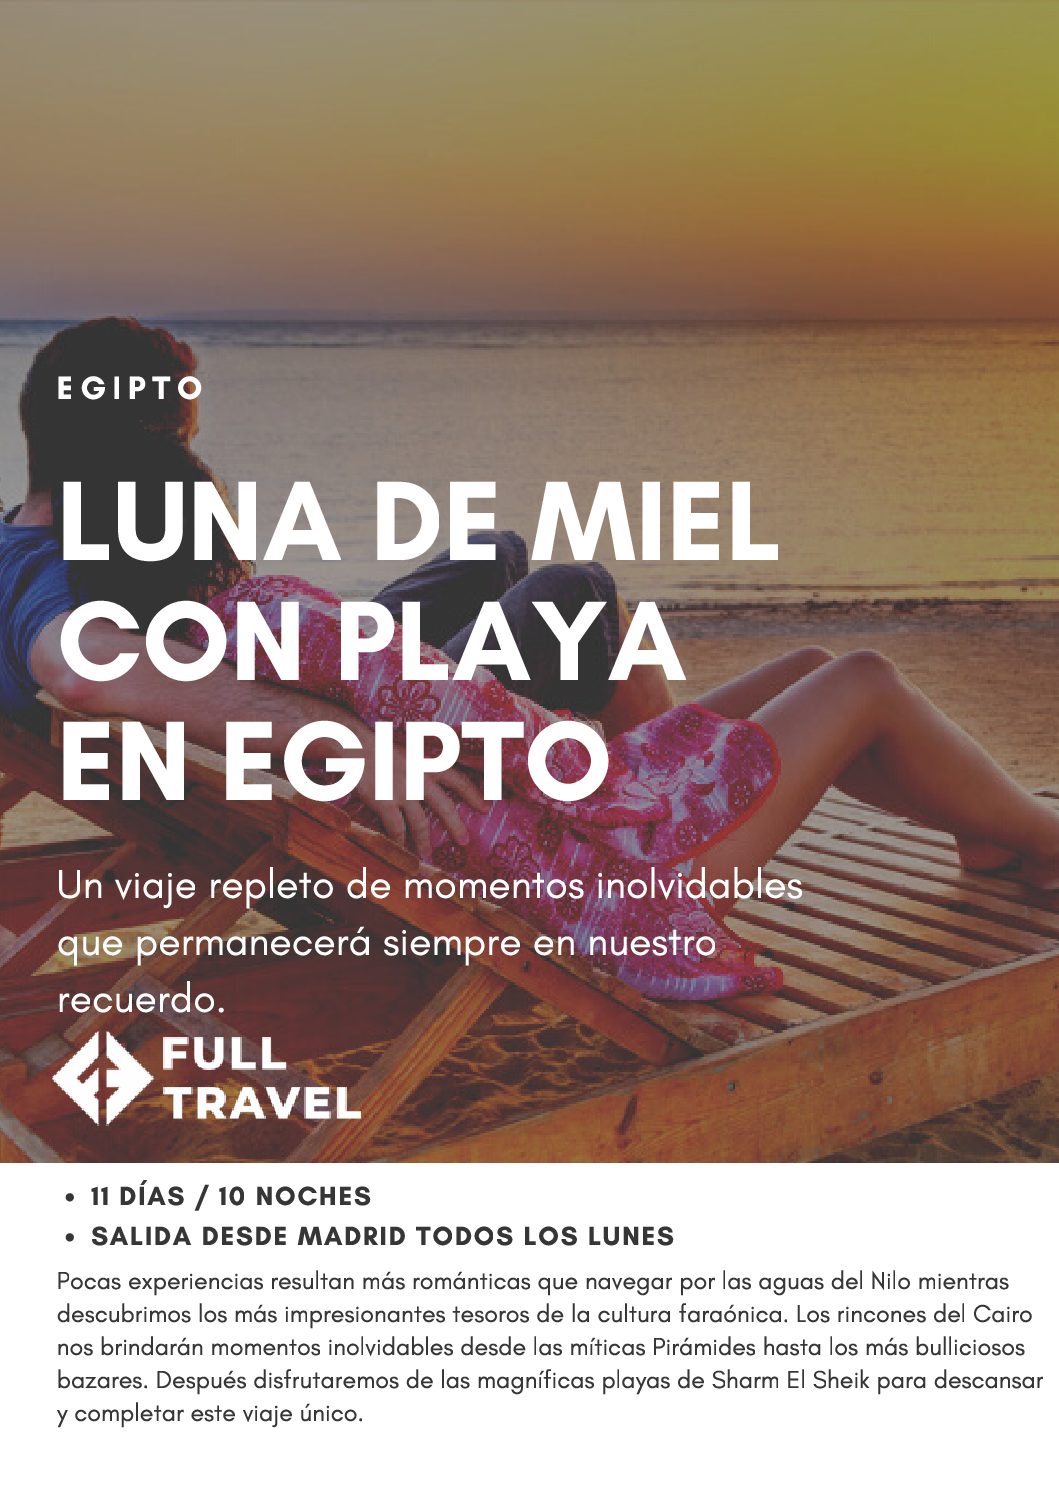 EGIPTO
LUNA DE MIEL
CON PLAYA
EN EGIPTO
Un viaje repleto de momentos inolvidables
que permanecerá siempre en nuestro
recuerdo.
FULL
TRAVEL
• 11 DÍAS / 10 NOCHES
• SALIDA DESDE MADRID TODOS LOS LUNES
Pocas experiencias resultan más románticas que navegar por las aguas del Nilo mientras
descubrimos los más impresionantes tesoros de la cultura faraónica. Los rincones del Cairo
nos brindarán momentos inolvidables desde las míticas Pirámides hasta los más bulliciosos
bazares. Después disfrutaremos de las magníficas playas de Sharm El Sheik para descansar
y completar este viaje único.